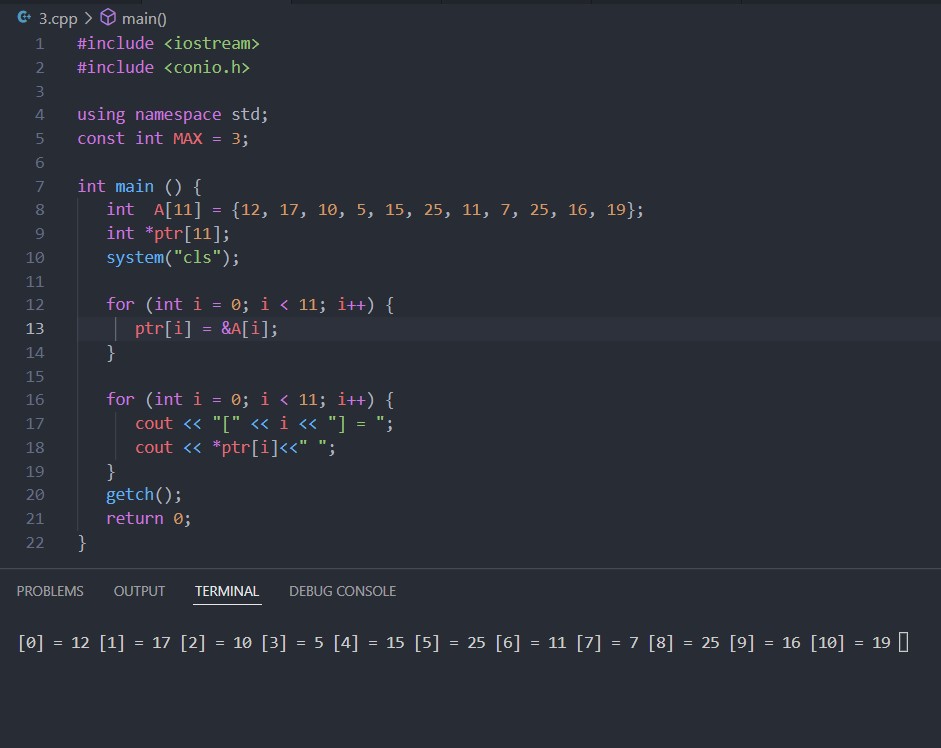 3.cpp > main()
1 #include <iostream>
2 #include <conio.h>
3
4 using namespace std;
5 const int MAX = 3;
6
7 int main () {
8    int  A[11] = {12, 17, 10, 5, 15, 25, 11, 7, 25, 16, 19};
9    int *ptr[11];
10    system("cls");
11
12    for (int i = 0; i < 11; i++) {
13       ptr[i] = &A[i];
14    }
15
16    for (int i = 0; i < 11; i++) {
17       cout << "[" << i << "] = ";
18       cout << *ptr[i]<<" ";
19    }
20    getch();
21    return 0;
22 }
PROBLEMS OUTPUT TERMINAL DEBUG CONSOLE
[0] = 12 [1] = 17 [2] = 10 [3] = 5 [4] = 15 [5] = 25 [6] = 11 [7] = 7 [8] = 25 [9] = 16 [10] = 19